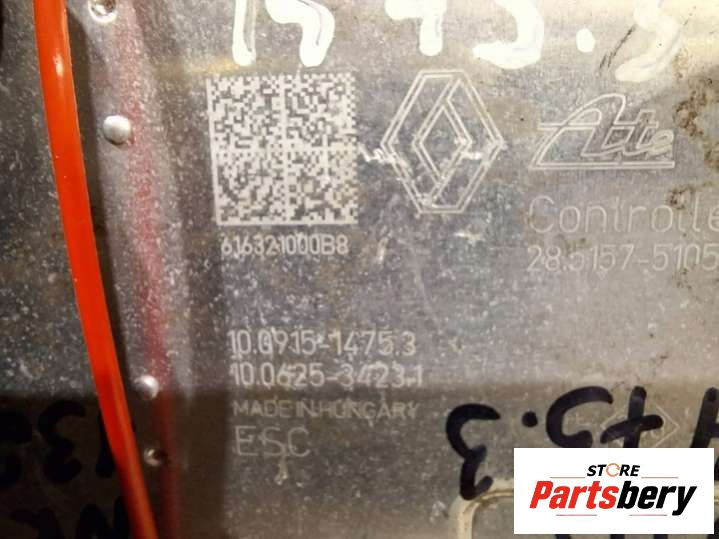 1475.3
Ate
616321000B8
Controlle
28.5157-5105
10.0915-1475.3
10.0625-3423.1
MADE IN HUNGARY
ESC
475.3
STORE
Partsbery